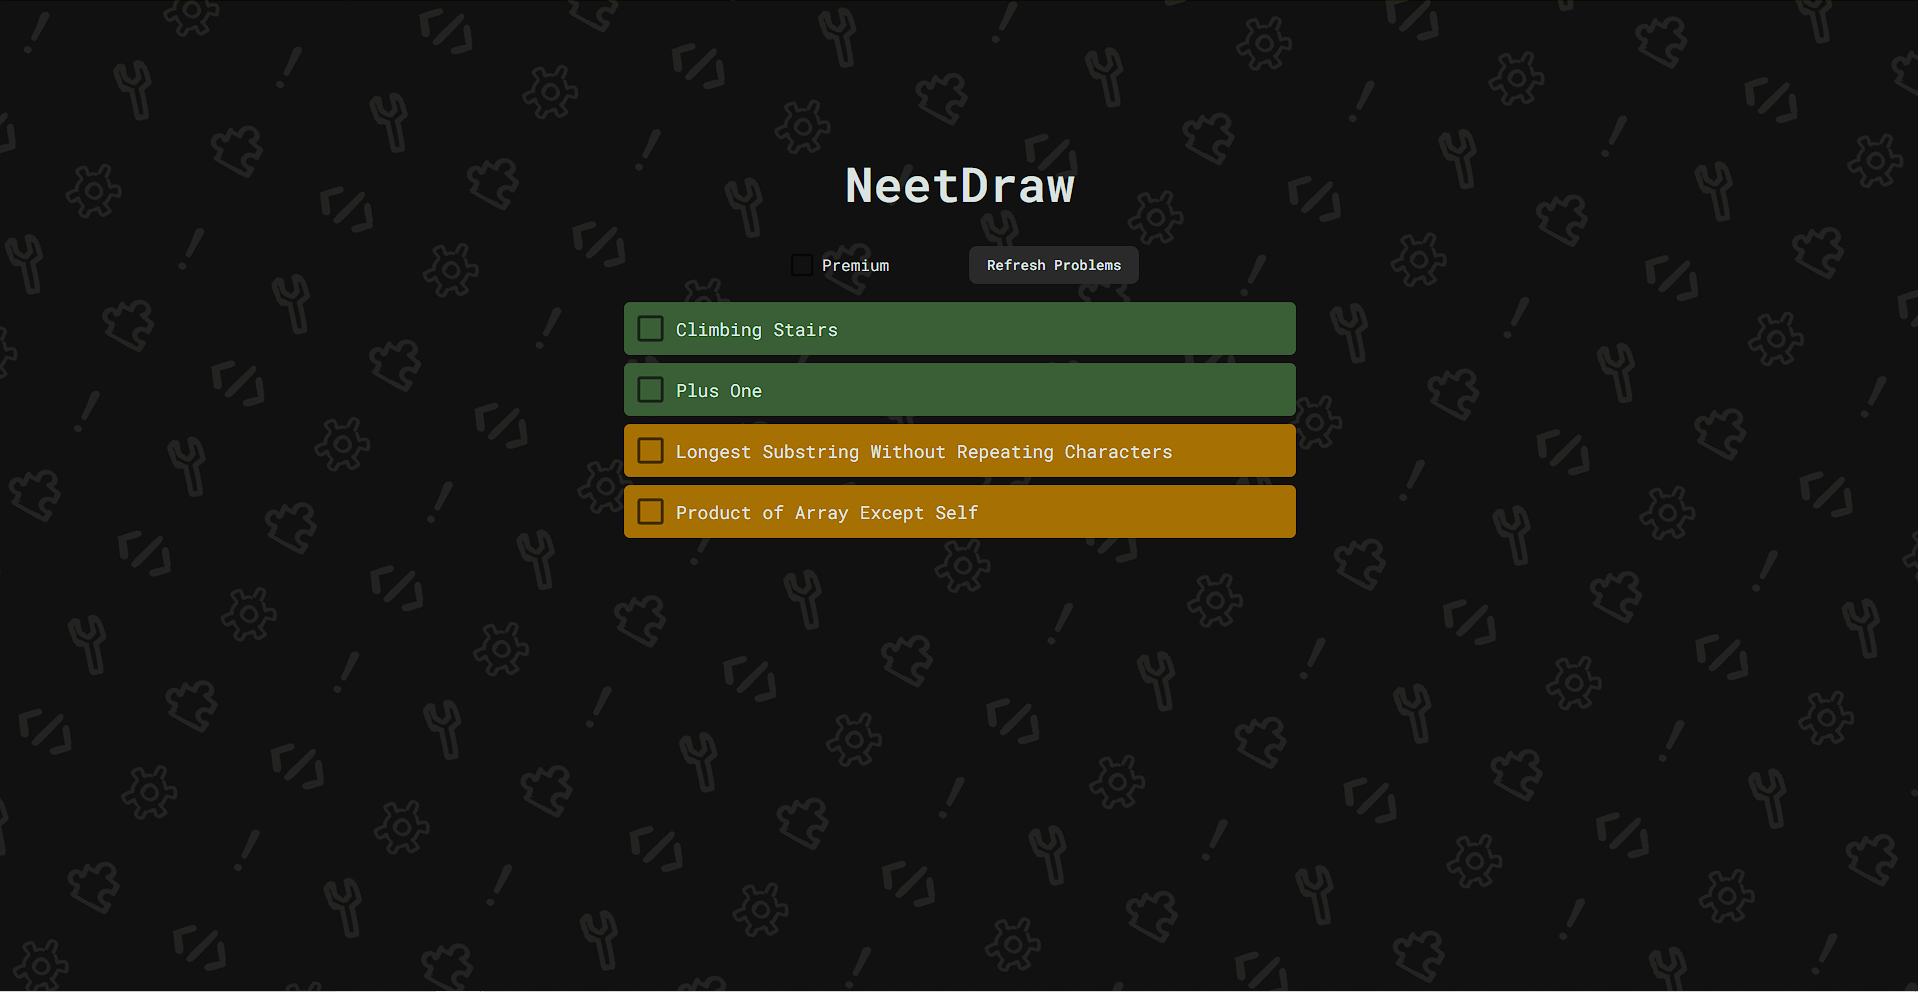 NeetDraw
Premium
Refresh Problems
Climbing Stairs
Plus One
Longest Substring Without Repeating Characters
Product of Array Except Self